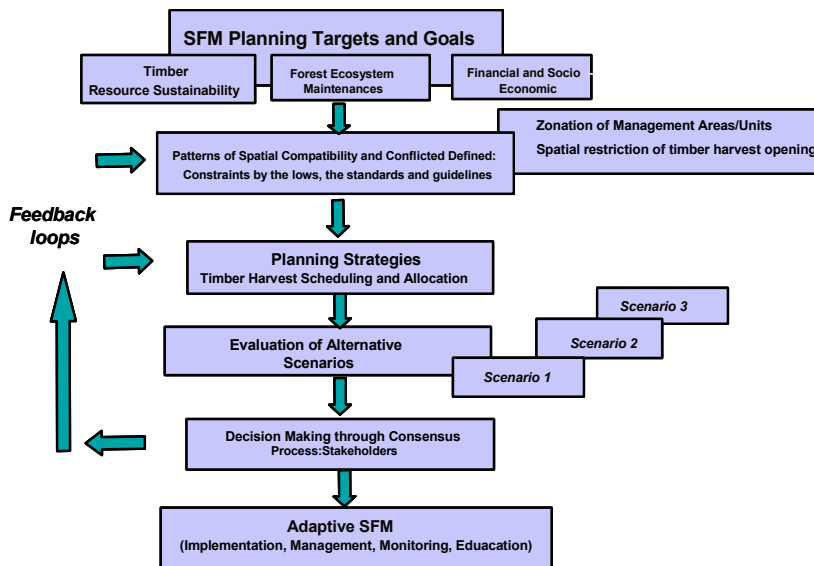 SFM Planning Targets and Goals
Timber
Resource Sustainability
Forest Ecosystem
Maintenances
Financial and Socio
Economic
Zonation of Management Areas/Units
Spatial restriction of timber harvest opening
Patterns of Spatial Compatibility and Conflicted Defined:
Constraints by the lows, the standards and guidelines
Feedback
loops
Planning Strategies
Timber Harvest Scheduling and Allocation
Scenario 3
Scenario 2
Evaluation of Alternative
Scenarios
Scenario 1
Decision Making through Consensus
Process:Stakeholders
Adaptive SFM
(Implementation, Management, Monitoring, Eduacation)